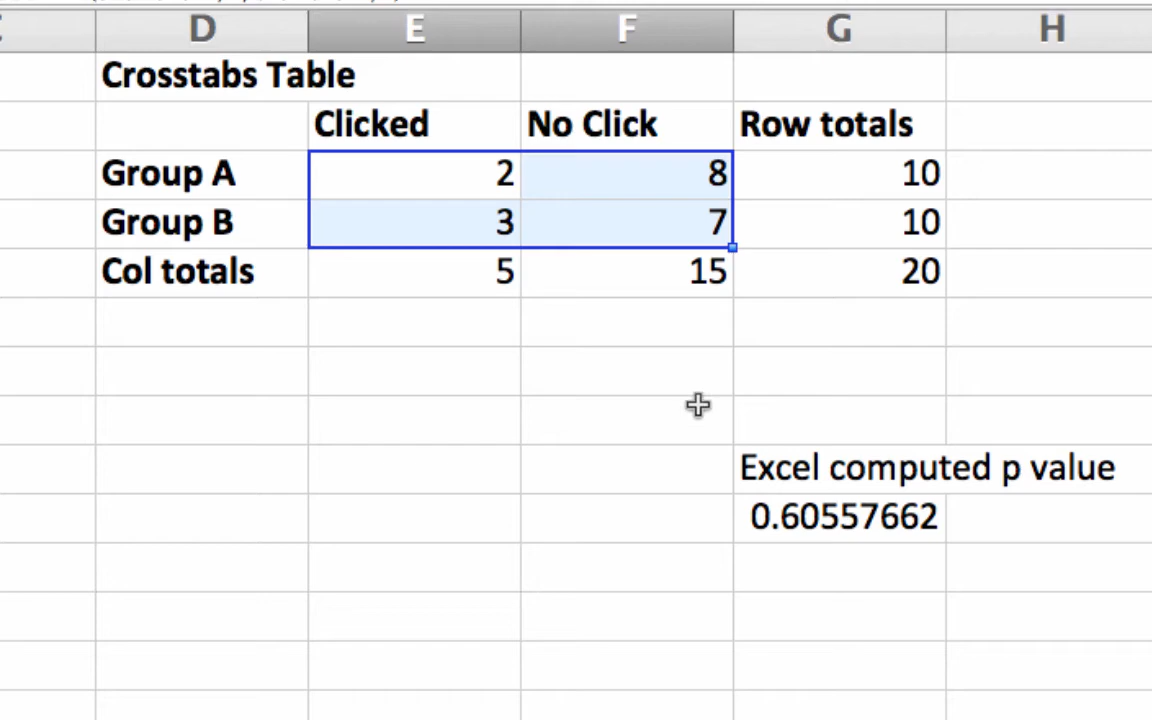 D E F G H
Crosstabs Table
Clicked No Click Row totals
Group A 2 8 10
Group B 3 7 10
Col totals 5 15 20
Excel computed p value
0.60557662